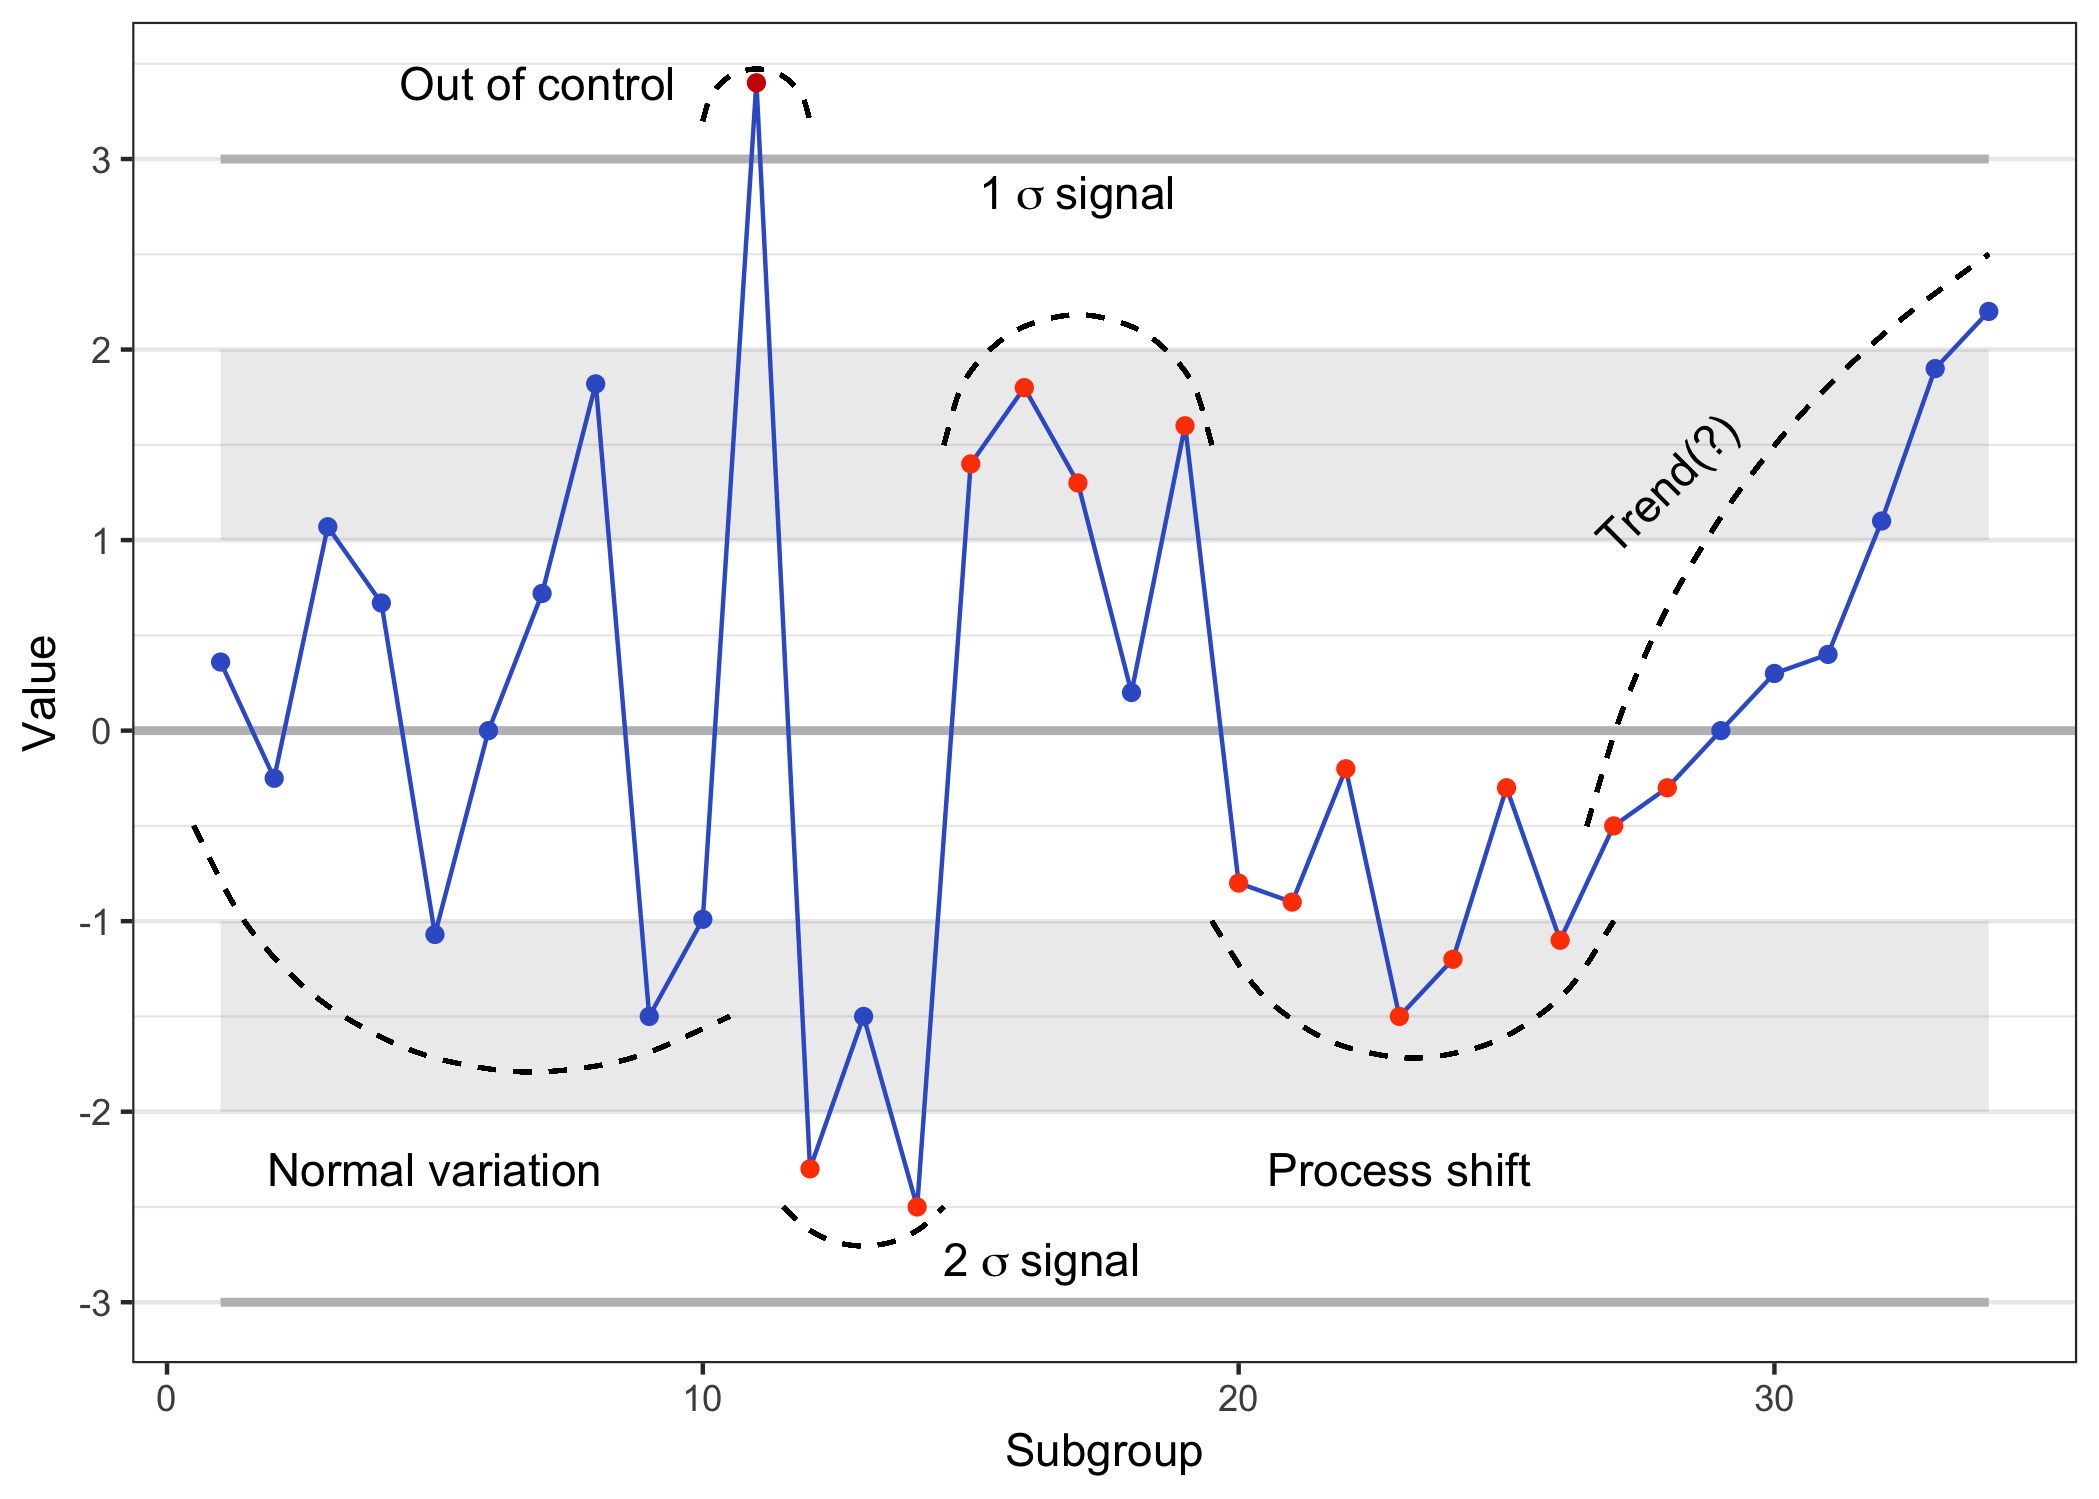 Out of control
3
1 σ signal
2
Trend(?)
1
Value
0
-1
Normal variation
Process shift
-2
2 σ signal
-3
0 10 20 30
Subgroup